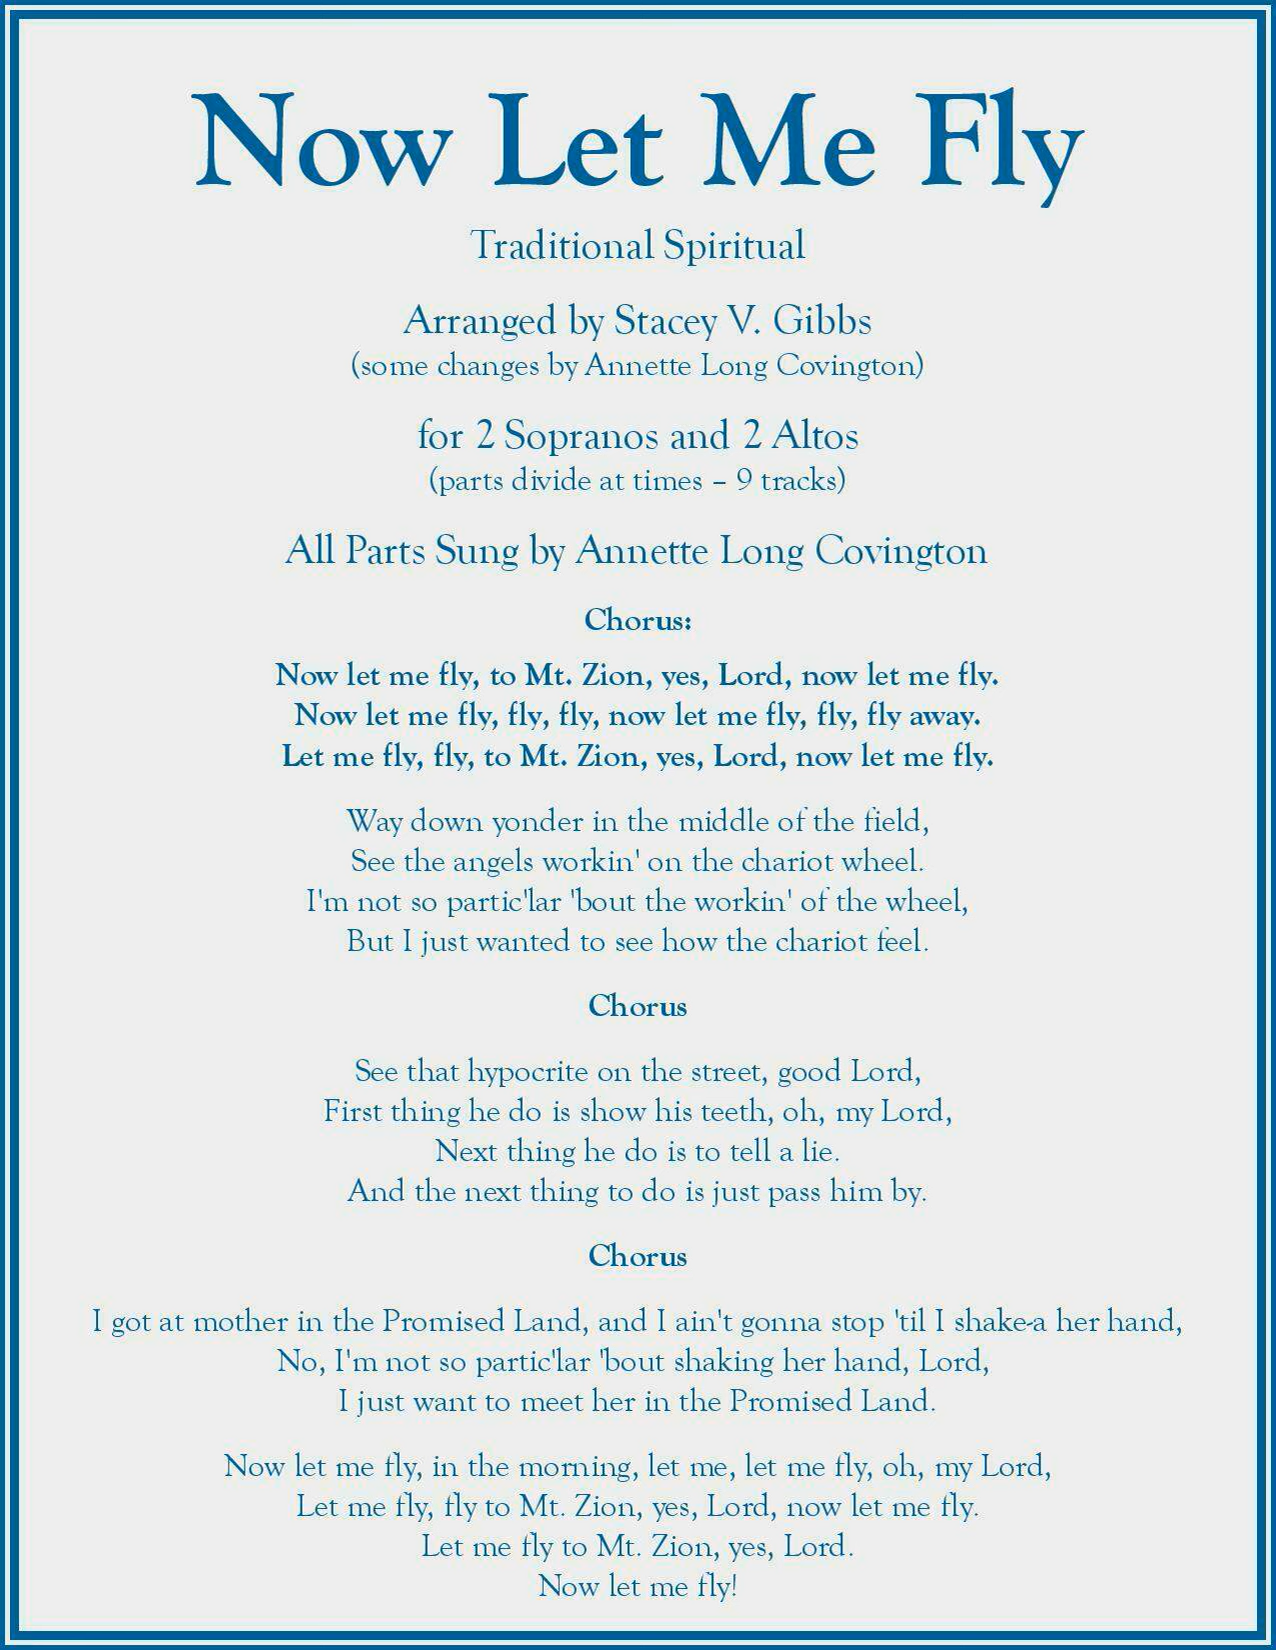 Now Let Me Fly
Traditional Spiritual
Arranged by Stacey V. Gibbs
(some changes by Annette Long Covington)
for 2 Sopranos and 2 Altos
(parts divide at times – 9 tracks)
All Parts Sung by Annette Long Covington
Chorus:
Now let me fly, to Mt. Zion, yes, Lord, now let me fly.
Now let me fly, fly, fly, now let me fly, fly, fly away.
Let me fly, fly, to Mt. Zion, yes, Lord, now let me fly.
Way down yonder in the middle of the field,
See the angels workin' on the chariot wheel.
I'm not so partic'lar 'bout the workin' of the wheel,
But I just wanted to see how the chariot feel.
Chorus
See that hypocrite on the street, good Lord,
First thing he do is show his teeth, oh, my Lord,
Next thing he do is to tell a lie.
And the next thing to do is just pass him by.
Chorus
I got at mother in the Promised Land, and I ain't gonna stop 'til I shake-a her hand,
No, I'm not so partic'lar 'bout shaking her hand, Lord,
I just want to meet her in the Promised Land.
Now let me fly, in the morning, let me, let me fly, oh, my Lord,
Let me fly, fly to Mt. Zion, yes, Lord, now let me fly.
Let me fly to Mt. Zion, yes, Lord.
Now let me fly!